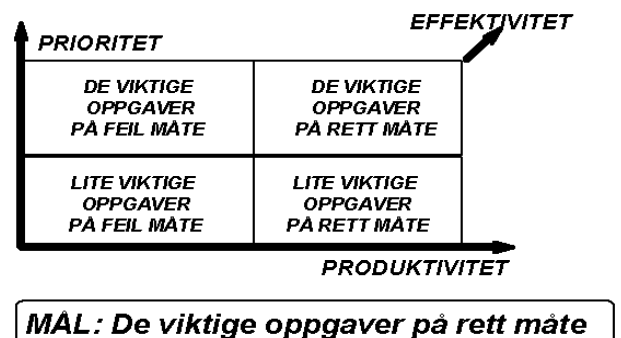 EFFEKTIVITET
PRIORITET
DE VIKTIGE
OPPGAVER
PÅ FEIL MÅTE
DE VIKTIGE
OPPGAVER
PÅ RETT MÅTE
LITE VIKTIGE
OPPGAVER
PÅ FEIL MÅTE
LITE VIKTIGE
OPPGAVER
PÅ RETT MÅTE
PRODUKTIVITET
MÅL: De viktige oppgaver på rett måte